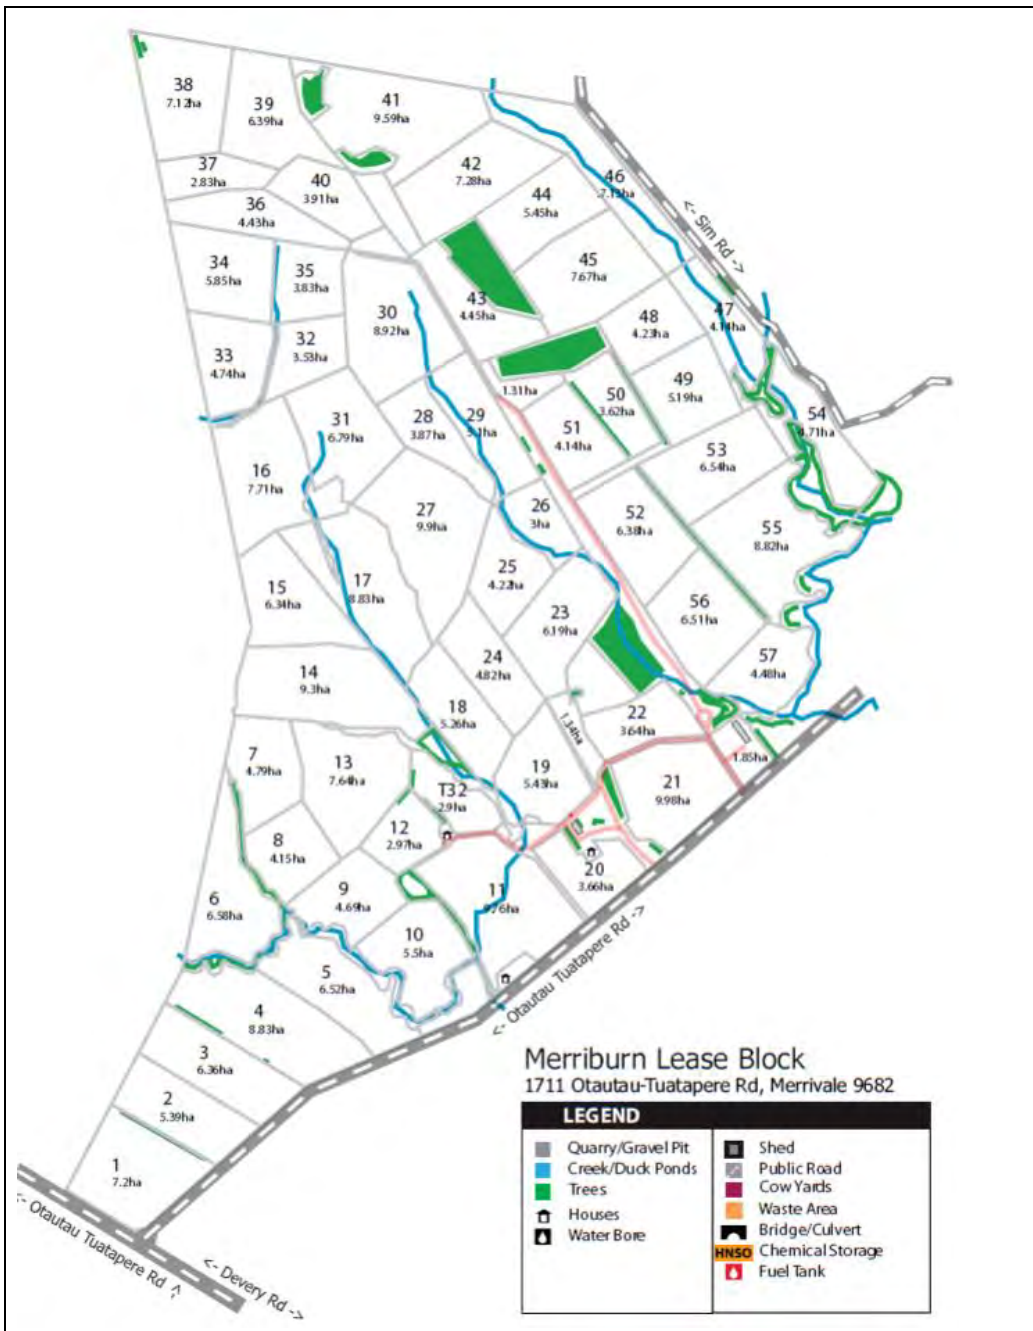 38
7.12ha
39
6.39ha
41
9.59ha
37
2.83ha
40
3.91ha
42
7.28ha
46
7.13ha
36
4.43ha
44
5.45ha
<- Sim Rd ->
34
5.85ha
35
3.83ha
45
7.67ha
43
4.45ha
30
8.92ha
48
4.23ha
47
4.14ha
33
4.74ha
32
3.53ha
1.31ha
50
3.62ha
49
5.19ha
54
4.71ha
31
6.79ha
28
3.87ha
29
51
4.14ha
53
6.54ha
16
7.71ha
27
9.9ha
26
3ha
52
6.38ha
55
8.82ha
15
6.34ha
17
8.83ha
25
4.22ha
23
6.19ha
56
6.51ha
14
9.3ha
24
4.82ha
57
4.48ha
18
5.26ha
1.34ha
22
3.64ha
7
4.79ha
13
7.64ha
19
5.43ha
1.85ha
T32
2.9ha
21
9.98ha
8
4.15ha
12
2.97ha
20
3.66ha
9
4.69ha
11
6
6.58ha
10
5.5ha
5
6.52ha
<- Otautau Tuatapere Rd ->
4
8.83ha
3
6.36ha
2
5.39ha
1
7.2ha
<- Otautau Tuatapere Rd ^
<- Devery Rd ->
Merriburn Lease Block
1711 Otautau-Tuatapere Rd, Merrivale 9682
LEGEND
Quarry/Gravel Pit
Creek/Duck Ponds
Trees
Houses
Water Bore
Shed
Public Road
Cow Yards
Waste Area
Bridge/Culvert
HNSO Chemical Storage
Fuel Tank